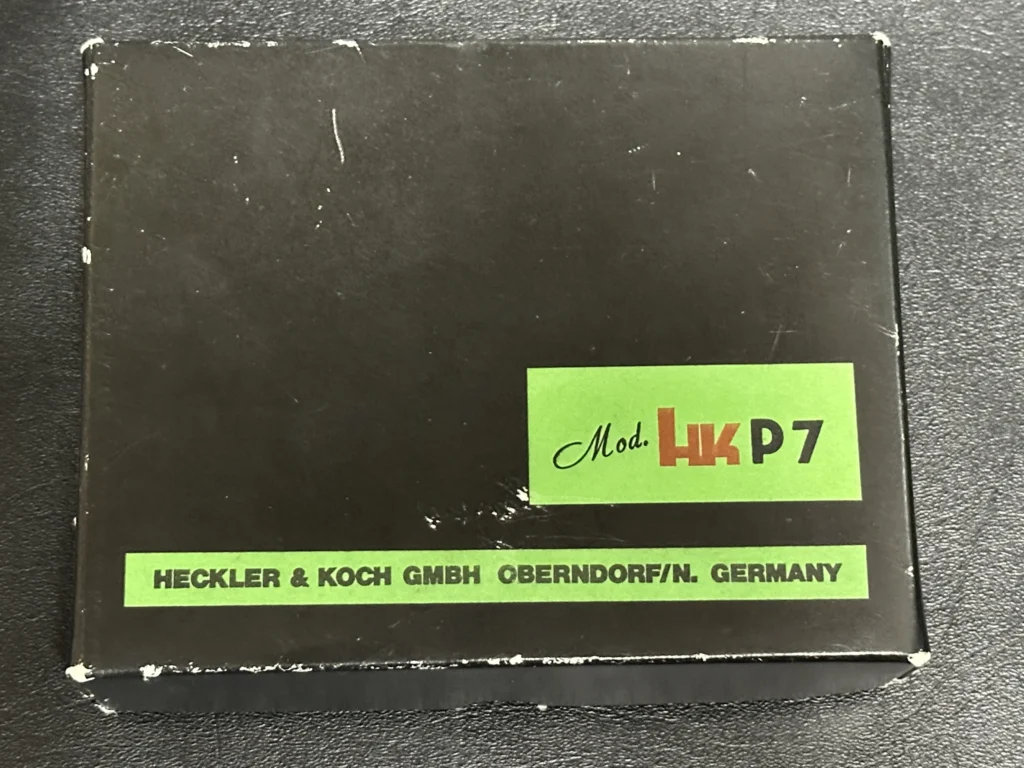 Mod. HK P7
HECKLER & KOCH GMBH OBERNDORF/N. GERMANY